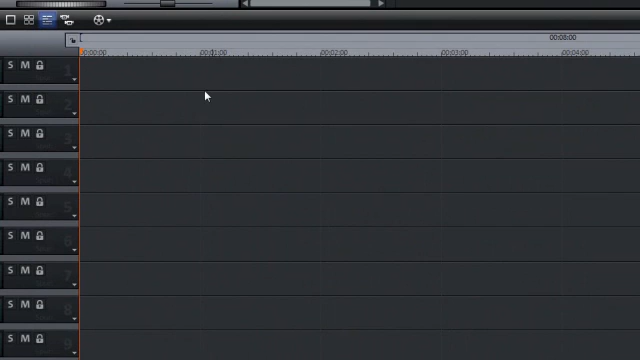 00:08:00
00:00:00 00:01:00 00:02:00 00:03:00 00:04:00
S M 1
S M 2
S M 3
S M 4
S M 5
S M 6
S M 7
S M 8
S M 9